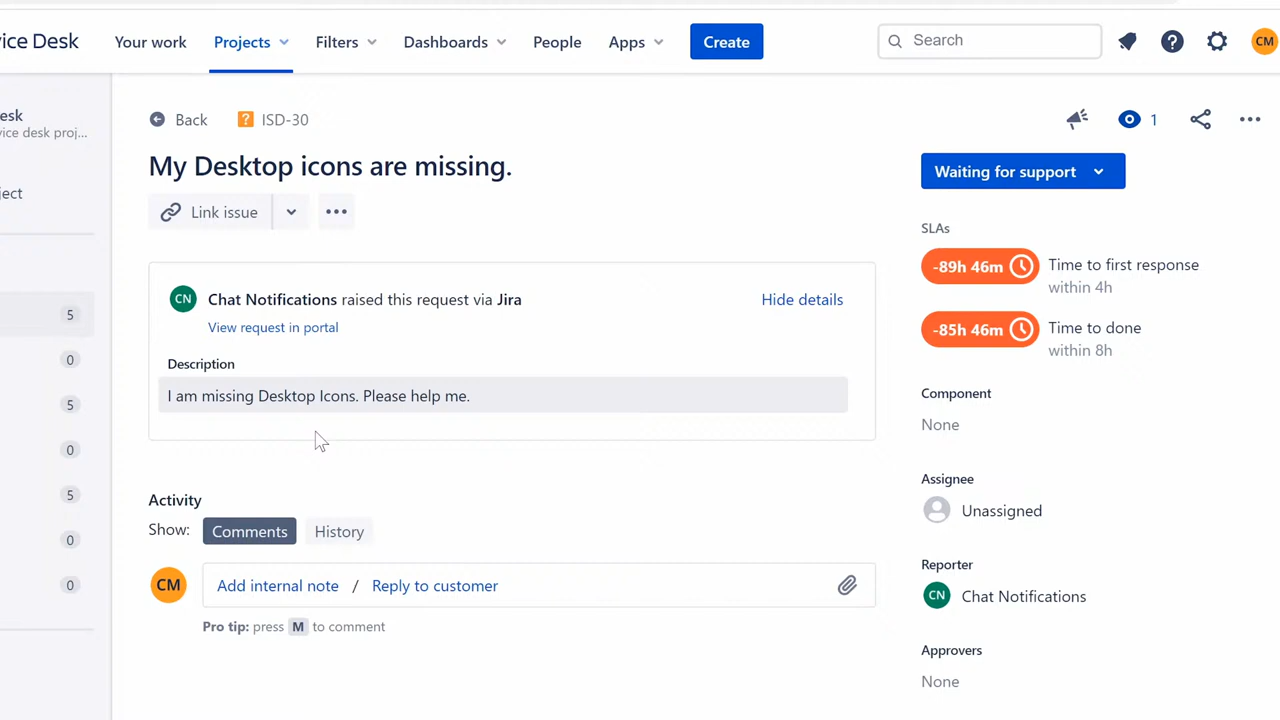 vice Desk
Your work
Projects
Filters
Dashboards
People
Apps
Create
Search
CM
esk
vice desk proj...
ject
5
0
5
0
5
0
0
Back
ISD-30
1
My Desktop icons are missing.
Link issue
CN
Chat Notifications raised this request via Jira
Hide details
View request in portal
Description
I am missing Desktop Icons. Please help me.
Activity
Show:
Comments
History
CM
Add internal note / Reply to customer
Pro tip: press M to comment
Waiting for support
SLAs
-89h 46m
Time to first response
within 4h
-85h 46m
Time to done
within 8h
Component
None
Assignee
Unassigned
Reporter
CN
Chat Notifications
Approvers
None